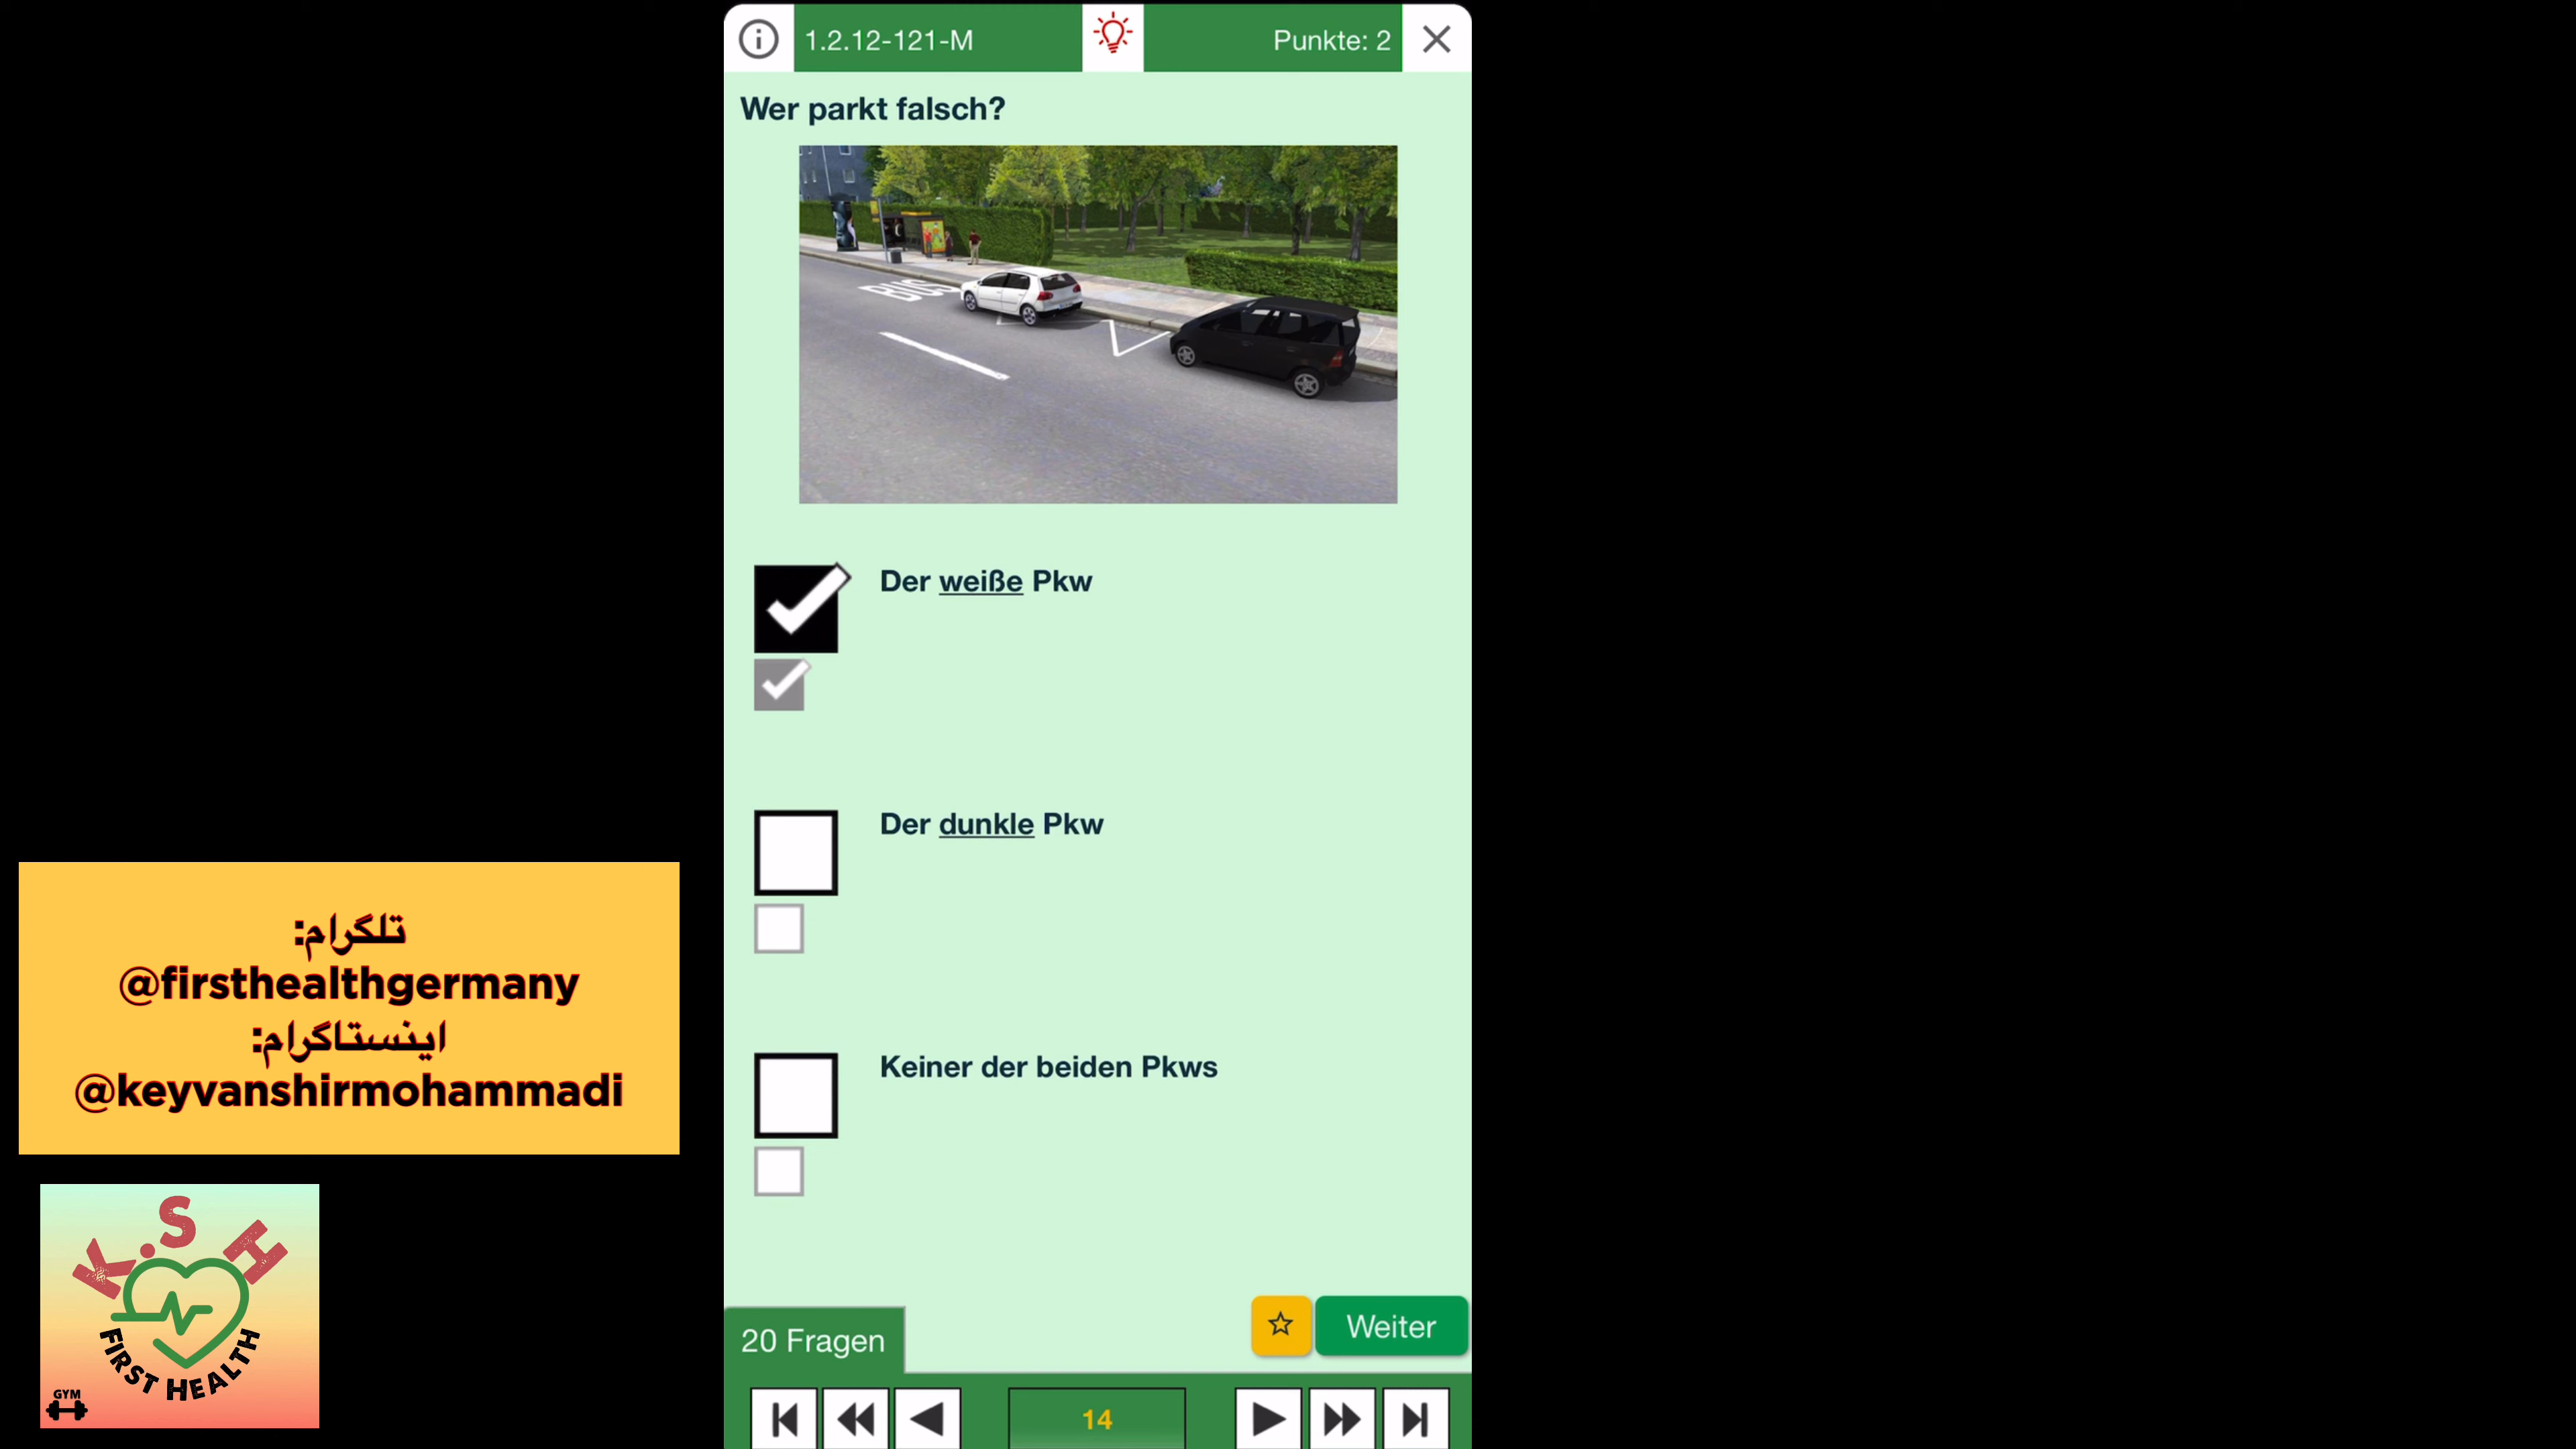 1.2.12-121-M
Punkte: 2
Wer parkt falsch?
BUS
Der weiße Pkw
Der dunkle Pkw
Keiner der beiden Pkws
تلگرام:
@firsthealthgermany
اینستاگرام:
@keyvanshirmohammadi
K.SH
FIRST HEALTH
GYM
20 Fragen
Weiter
14